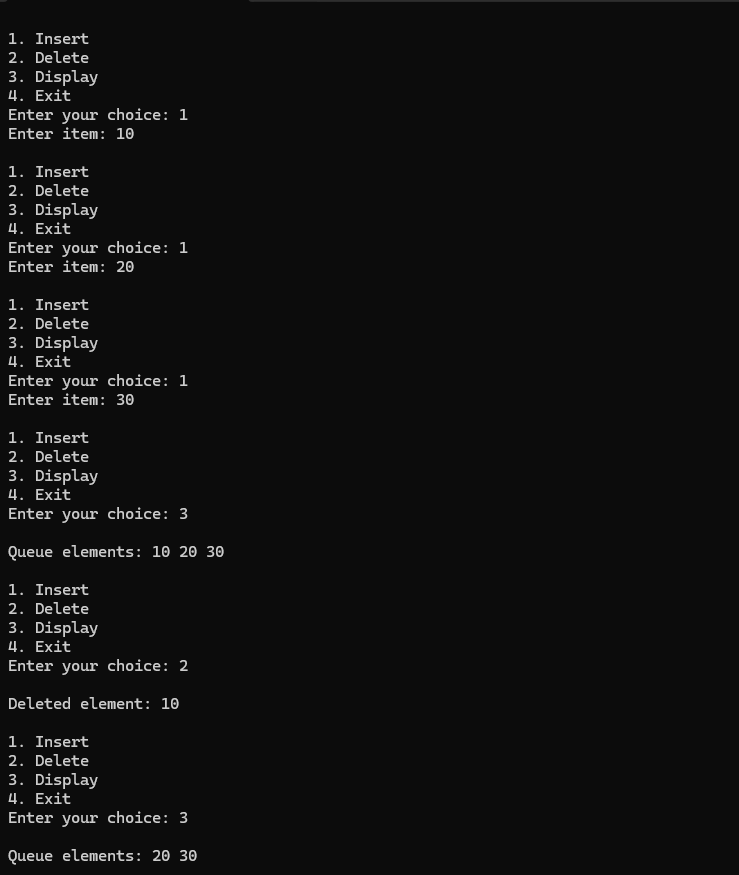 1. Insert
2. Delete
3. Display
4. Exit
Enter your choice: 1
Enter item: 10
1. Insert
2. Delete
3. Display
4. Exit
Enter your choice: 1
Enter item: 20
1. Insert
2. Delete
3. Display
4. Exit
Enter your choice: 1
Enter item: 30
1. Insert
2. Delete
3. Display
4. Exit
Enter your choice: 3
Queue elements: 10 20 30
1. Insert
2. Delete
3. Display
4. Exit
Enter your choice: 2
Deleted element: 10
1. Insert
2. Delete
3. Display
4. Exit
Enter your choice: 3
Queue elements: 20 30